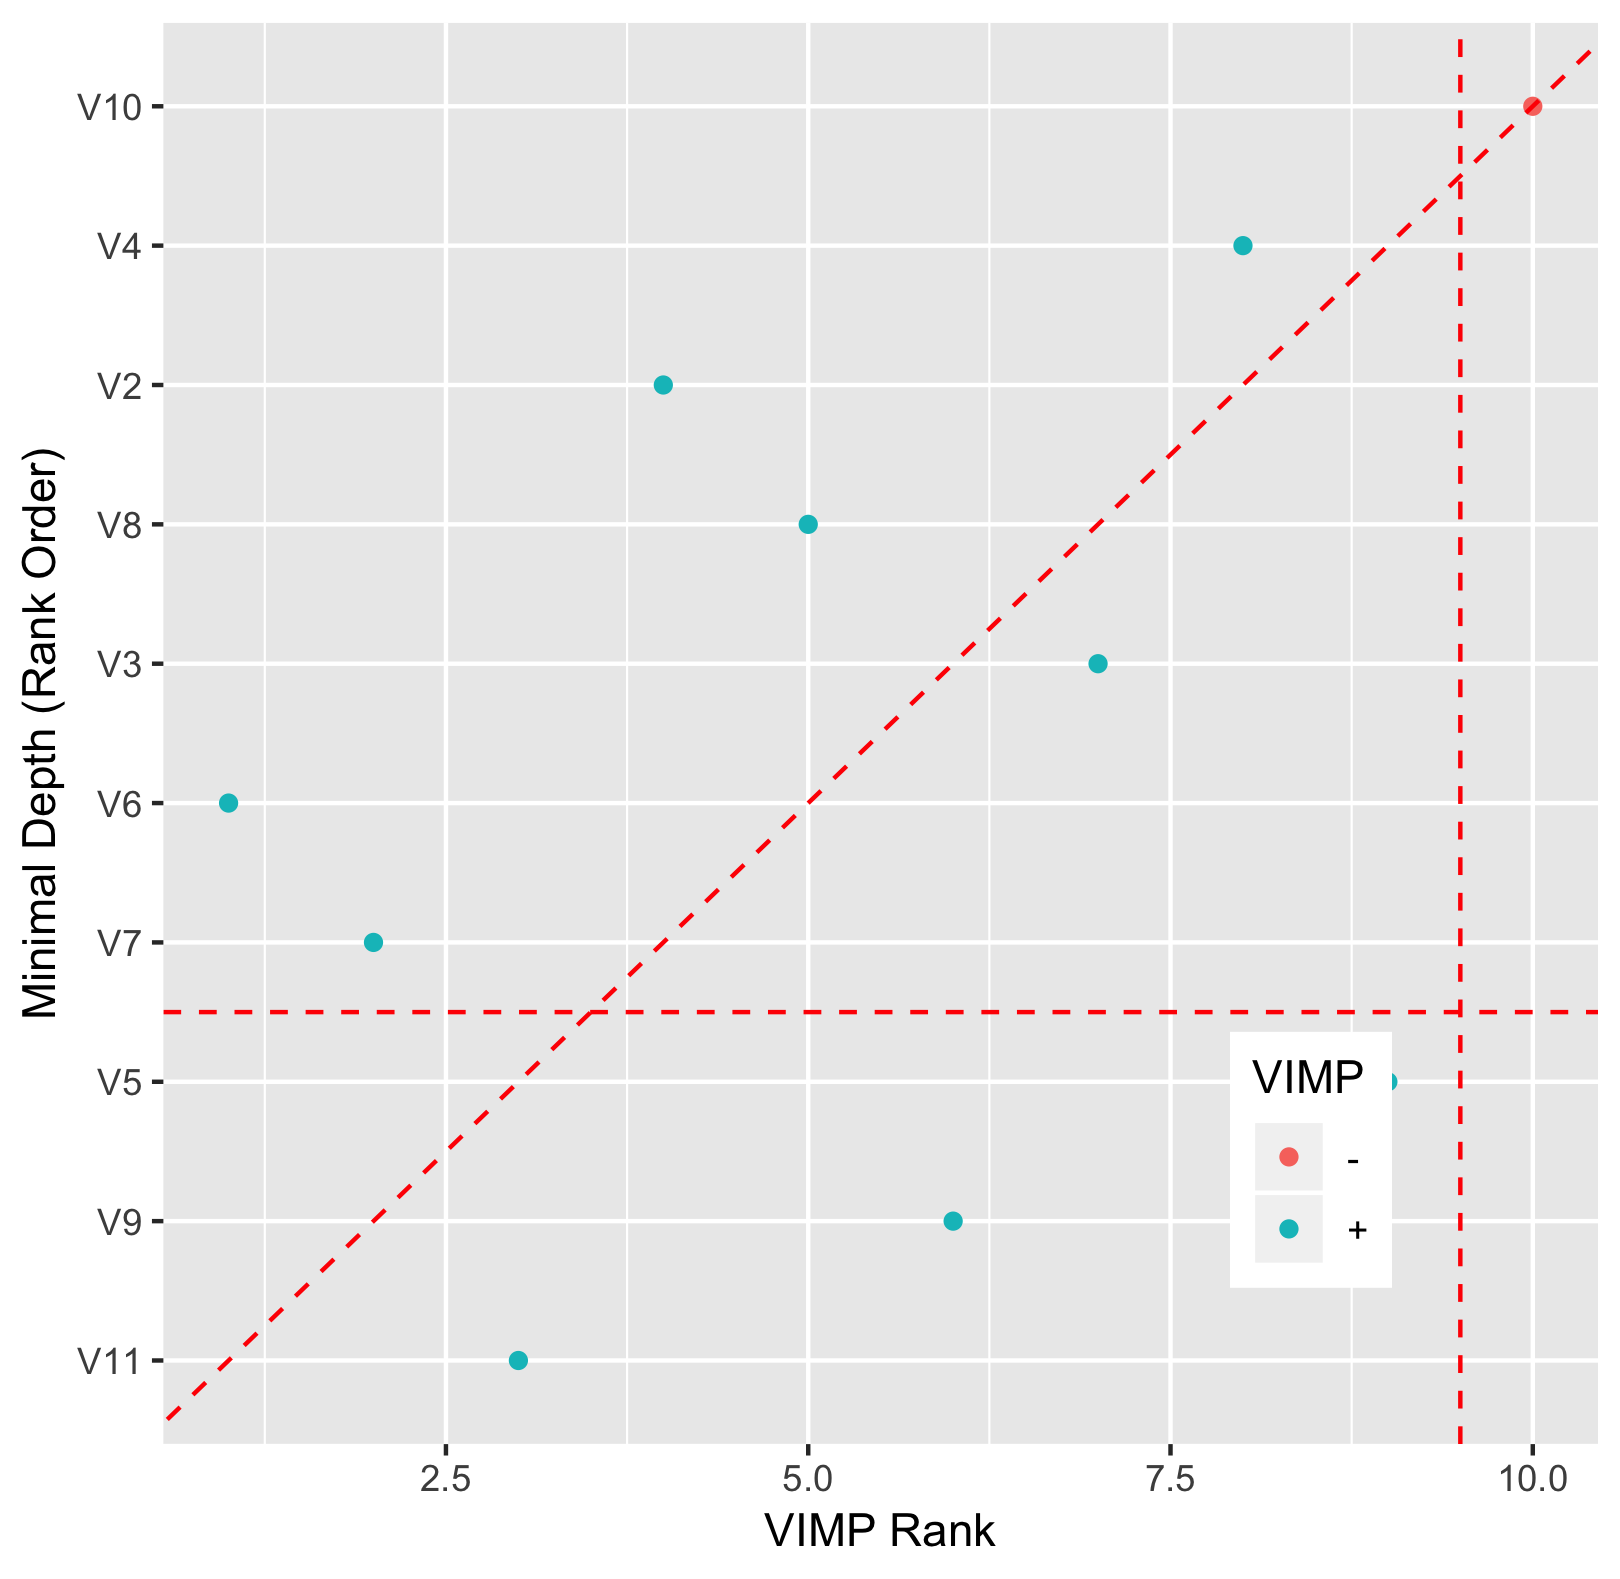 V10
V4
V2
V8
V3
V6
V7
V5
V9
V11
Minimal Depth (Rank Order)
VIMP
-
+
2.5 5.0 7.5 10.0
VIMP Rank